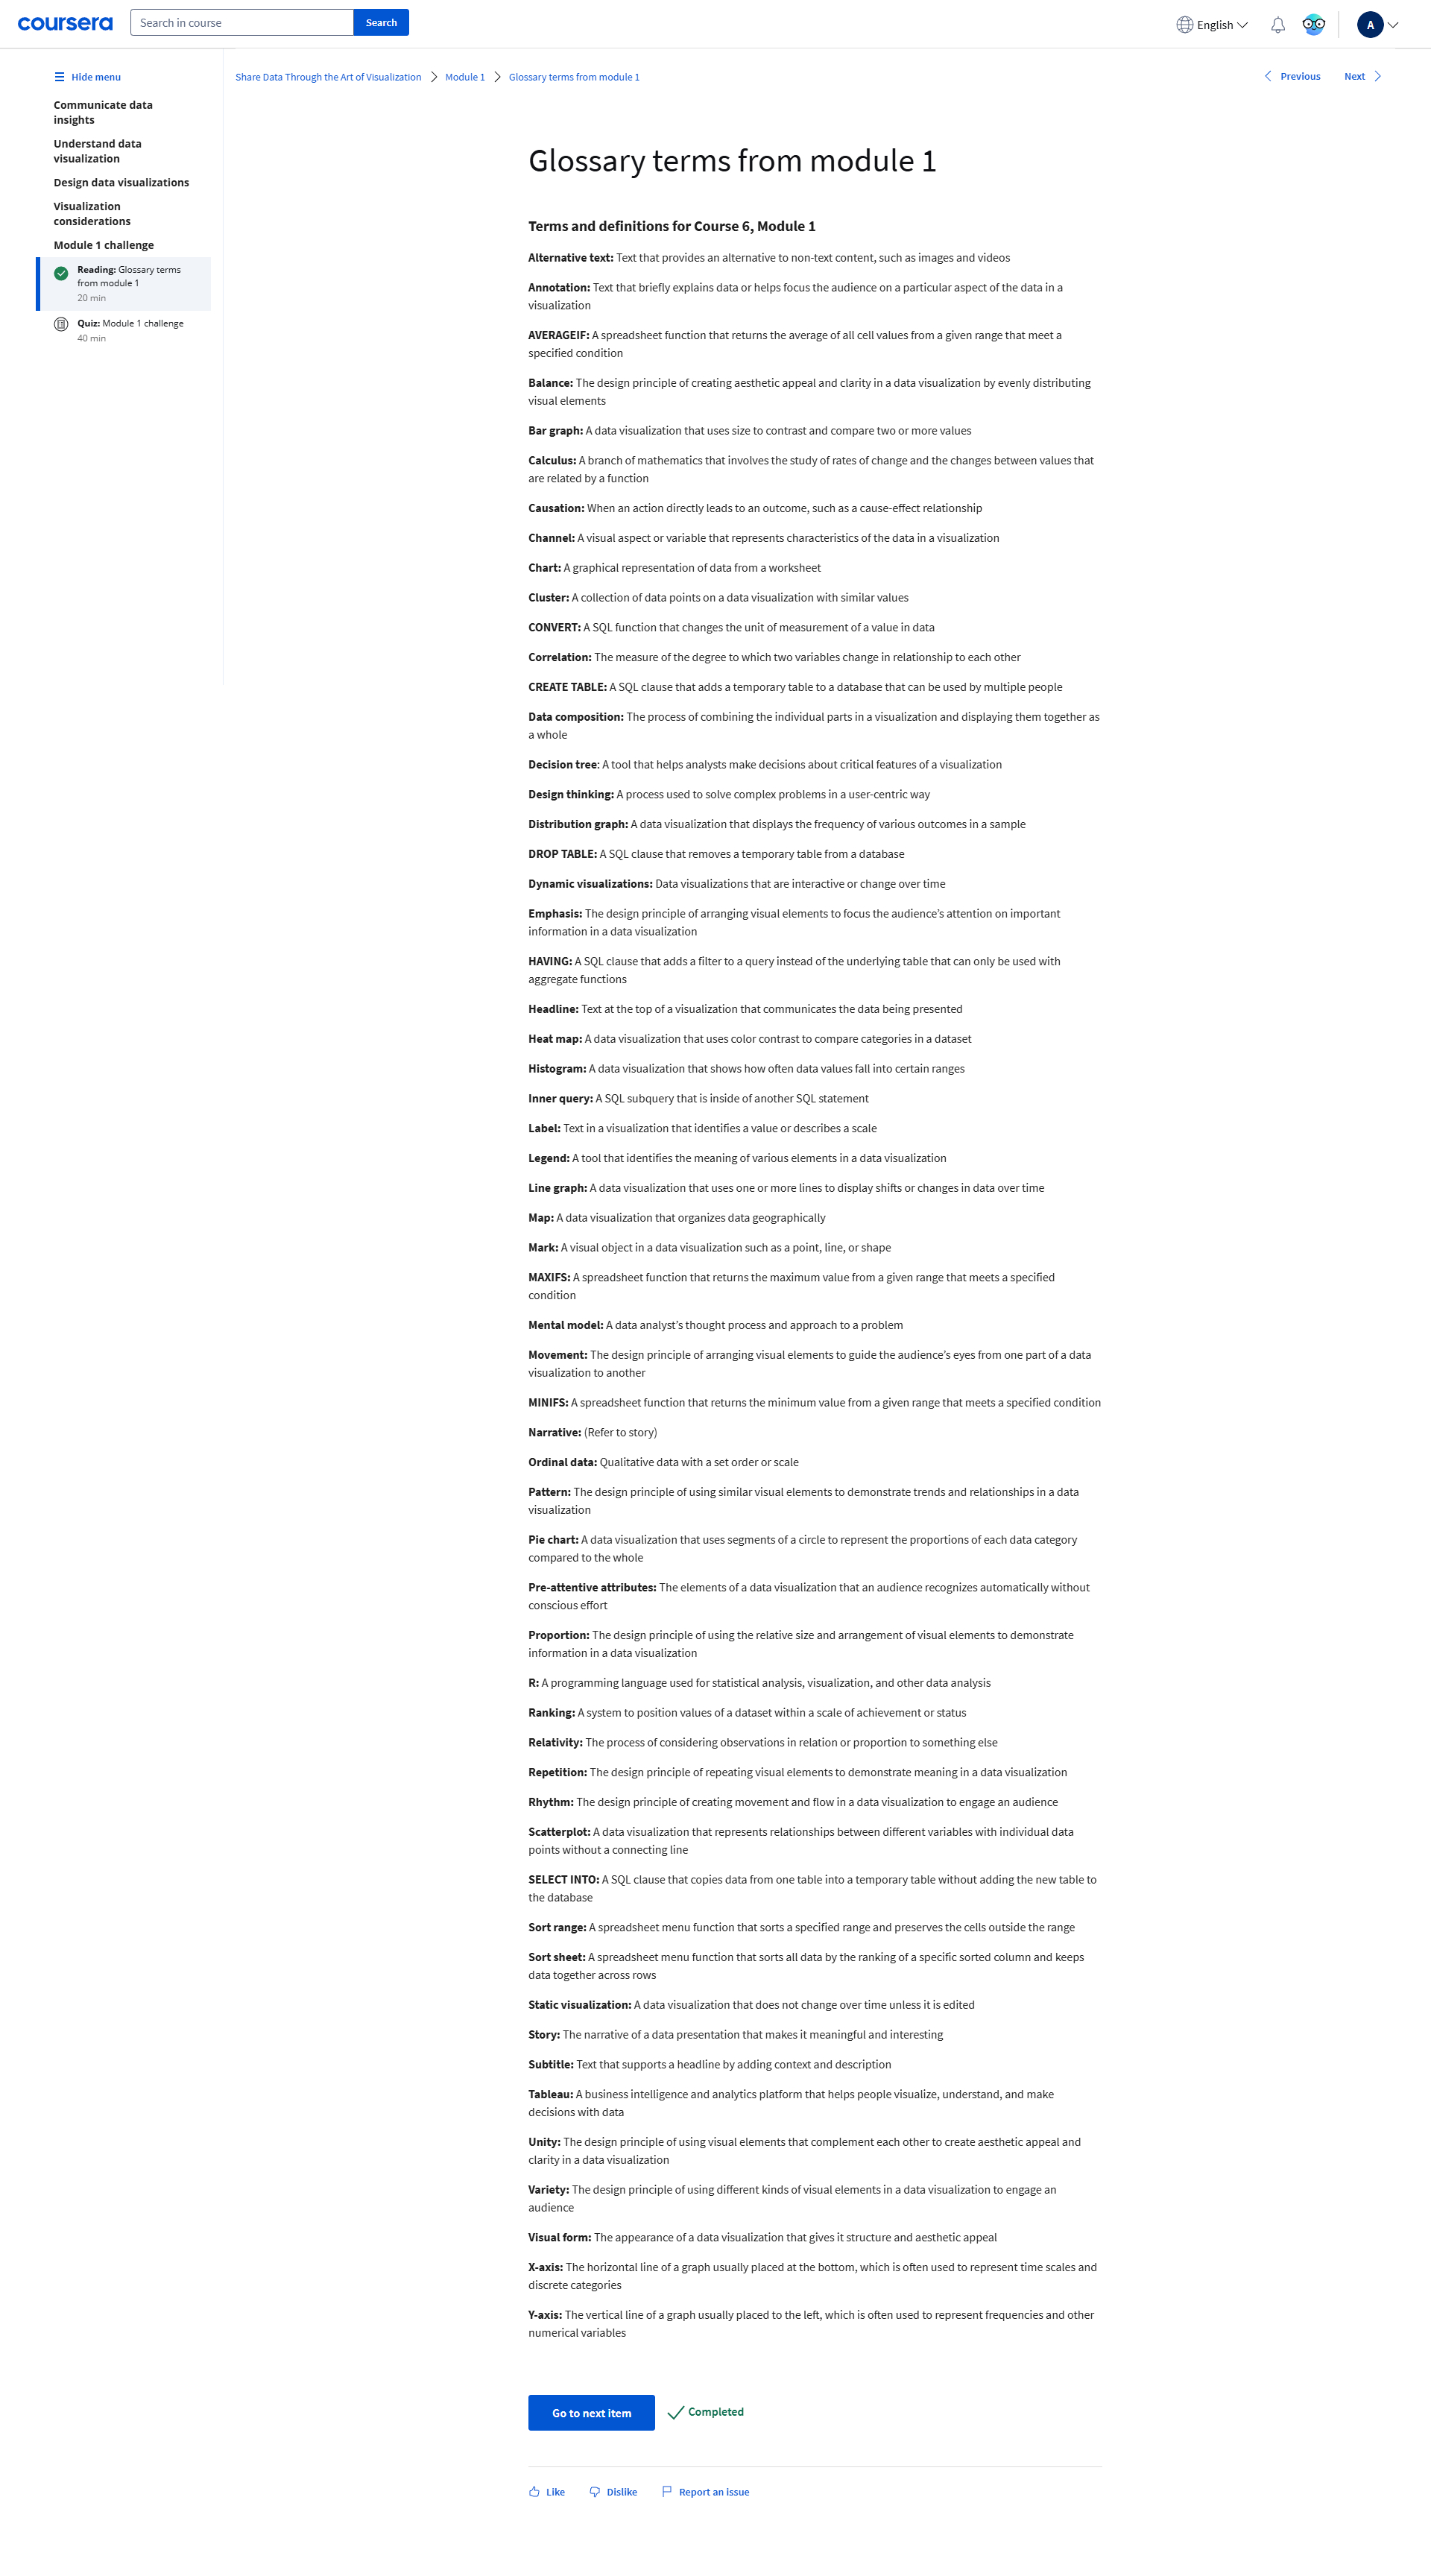 coursera
Search in course
Search
English
A
Hide menu
Communicate data
insights
Understand data
visualization
Design data visualizations
Visualization
considerations
Module 1 challenge
Reading: Glossary terms
from module 1
20 min
Quiz: Module 1 challenge
40 min
Share Data Through the Art of Visualization > Module 1 > Glossary terms from module 1
Previous
Next
Glossary terms from module 1
Terms and definitions for Course 6, Module 1
Alternative text: Text that provides an alternative to non-text content, such as images and videos
Annotation: Text that briefly explains data or helps focus the audience on a particular aspect of the data in a
visualization
AVERAGEIF: A spreadsheet function that returns the average of all cell values from a given range that meet a
specified condition
Balance: The design principle of creating aesthetic appeal and clarity in a data visualization by evenly distributing
visual elements
Bar graph: A data visualization that uses size to contrast and compare two or more values
Calculus: A branch of mathematics that involves the study of rates of change and the changes between values that
are related by a function
Causation: When an action directly leads to an outcome, such as a cause-effect relationship
Channel: A visual aspect or variable that represents characteristics of the data in a visualization
Chart: A graphical representation of data from a worksheet
Cluster: A collection of data points on a data visualization with similar values
CONVERT: A SQL function that changes the unit of measurement of a value in data
Correlation: The measure of the degree to which two variables change in relationship to each other
CREATE TABLE: A SQL clause that adds a temporary table to a database that can be used by multiple people
Data composition: The process of combining the individual parts in a visualization and displaying them together as
a whole
Decision tree: A tool that helps analysts make decisions about critical features of a visualization
Design thinking: A process used to solve complex problems in a user-centric way
Distribution graph: A data visualization that displays the frequency of various outcomes in a sample
DROP TABLE: A SQL clause that removes a temporary table from a database
Dynamic visualizations: Data visualizations that are interactive or change over time
Emphasis: The design principle of arranging visual elements to focus the audience’s attention on important
information in a data visualization
HAVING: A SQL clause that adds a filter to a query instead of the underlying table that can only be used with
aggregate functions
Headline: Text at the top of a visualization that communicates the data being presented
Heat map: A data visualization that uses color contrast to compare categories in a dataset
Histogram: A data visualization that shows how often data values fall into certain ranges
Inner query: A SQL subquery that is inside of another SQL statement
Label: Text in a visualization that identifies a value or describes a scale
Legend: A tool that identifies the meaning of various elements in a data visualization
Line graph: A data visualization that uses one or more lines to display shifts or changes in data over time
Map: A data visualization that organizes data geographically
Mark: A visual object in a data visualization such as a point, line, or shape
MAXIFS: A spreadsheet function that returns the maximum value from a given range that meets a specified
condition
Mental model: A data analyst’s thought process and approach to a problem
Movement: The design principle of arranging visual elements to guide the audience’s eyes from one part of a data
visualization to another
MINIFS: A spreadsheet function that returns the minimum value from a given range that meets a specified condition
Narrative: (Refer to story)
Ordinal data: Qualitative data with a set order or scale
Pattern: The design principle of using similar visual elements to demonstrate trends and relationships in a data
visualization
Pie chart: A data visualization that uses segments of a circle to represent the proportions of each data category
compared to the whole
Pre-attentive attributes: The elements of a data visualization that an audience recognizes automatically without
conscious effort
Proportion: The design principle of using the relative size and arrangement of visual elements to demonstrate
information in a data visualization
R: A programming language used for statistical analysis, visualization, and other data analysis
Ranking: A system to position values of a dataset within a scale of achievement or status
Relativity: The process of considering observations in relation or proportion to something else
Repetition: The design principle of repeating visual elements to demonstrate meaning in a data visualization
Rhythm: The design principle of creating movement and flow in a data visualization to engage an audience
Scatterplot: A data visualization that represents relationships between different variables with individual data
points without a connecting line
SELECT INTO: A SQL clause that copies data from one table into a temporary table without adding the new table to
the database
Sort range: A spreadsheet menu function that sorts a specified range and preserves the cells outside the range
Sort sheet: A spreadsheet menu function that sorts all data by the ranking of a specific sorted column and keeps
data together across rows
Static visualization: A data visualization that does not change over time unless it is edited
Story: The narrative of a data presentation that makes it meaningful and interesting
Subtitle: Text that supports a headline by adding context and description
Tableau: A business intelligence and analytics platform that helps people visualize, understand, and make
decisions with data
Unity: The design principle of using visual elements that complement each other to create aesthetic appeal and
clarity in a data visualization
Variety: The design principle of using different kinds of visual elements in a data visualization to engage an
audience
Visual form: The appearance of a data visualization that gives it structure and aesthetic appeal
X-axis: The horizontal line of a graph usually placed at the bottom, which is often used to represent time scales and
discrete categories
Y-axis: The vertical line of a graph usually placed to the left, which is often used to represent frequencies and other
numerical variables
Go to next item
Completed
Like
Dislike
Report an issue